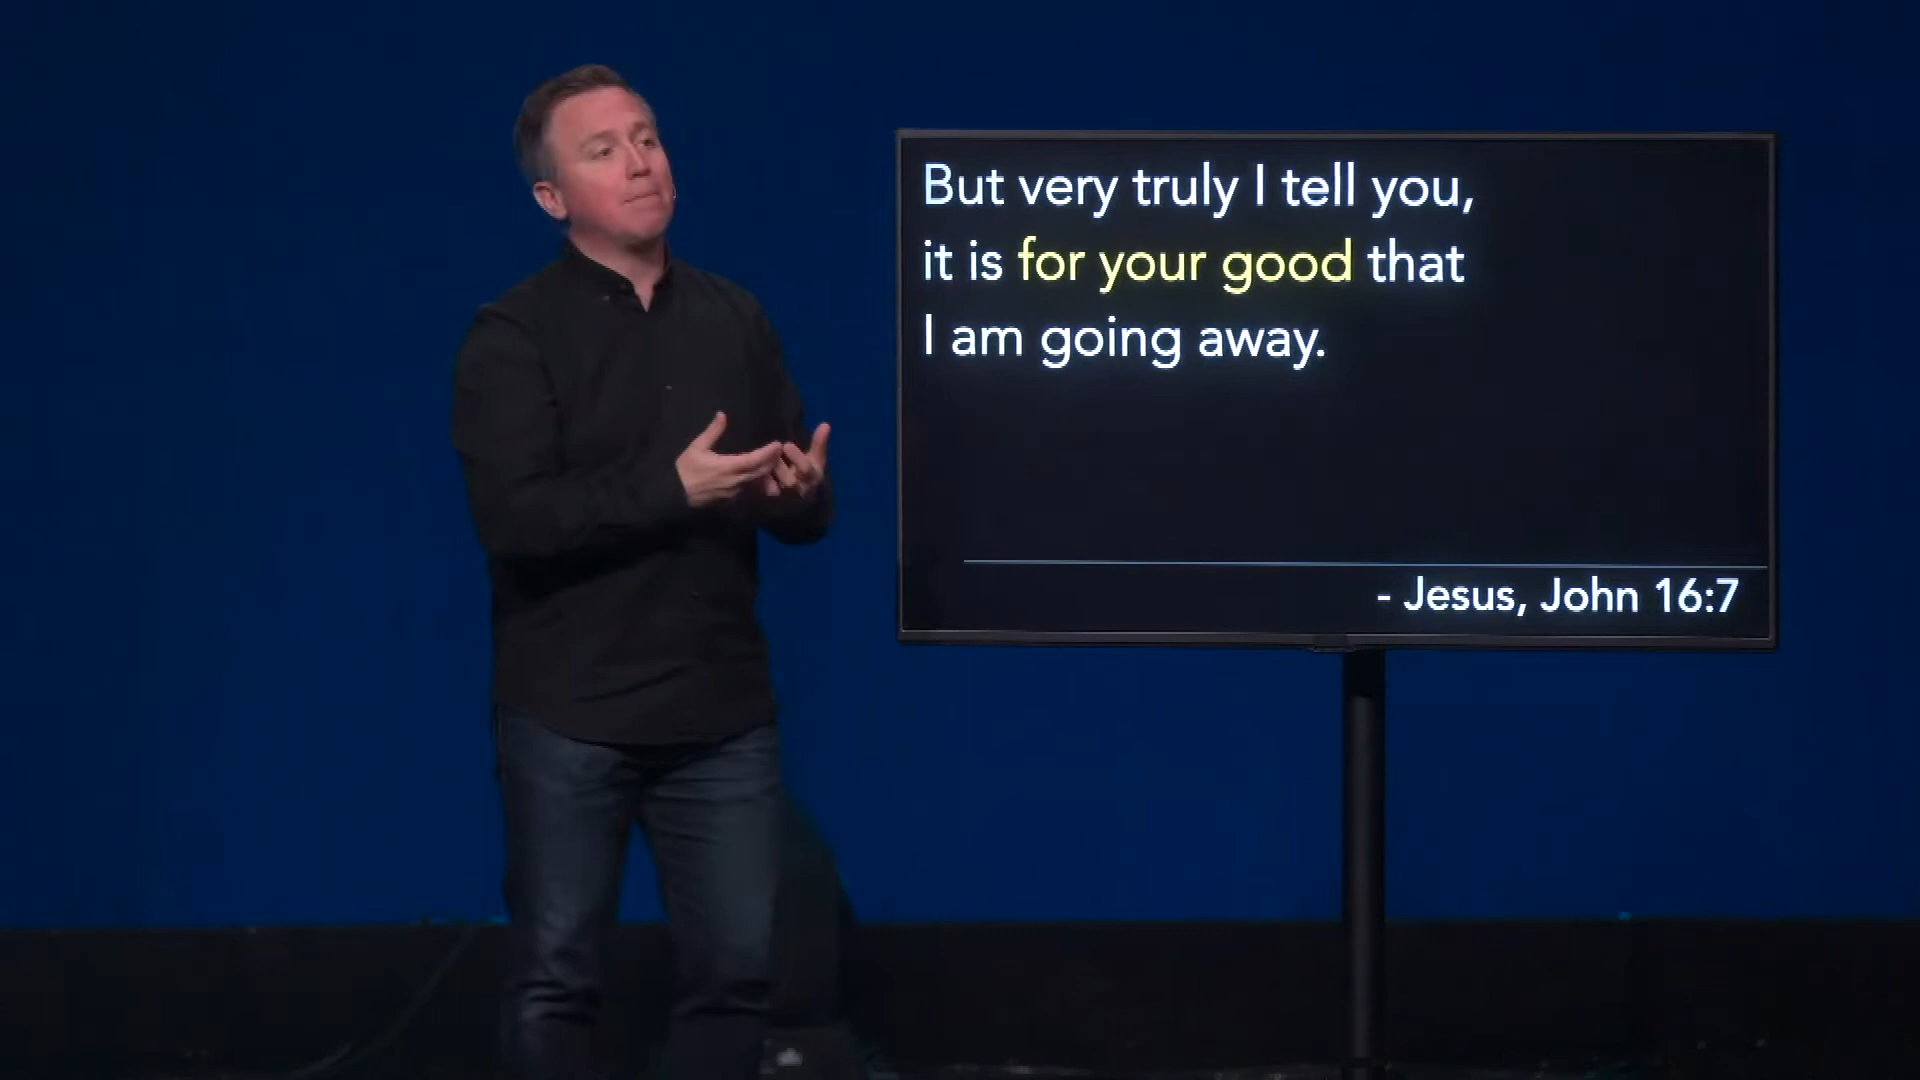 But very truly I tell you,
it is for your good that
I am going away.
- Jesus, John 16:7